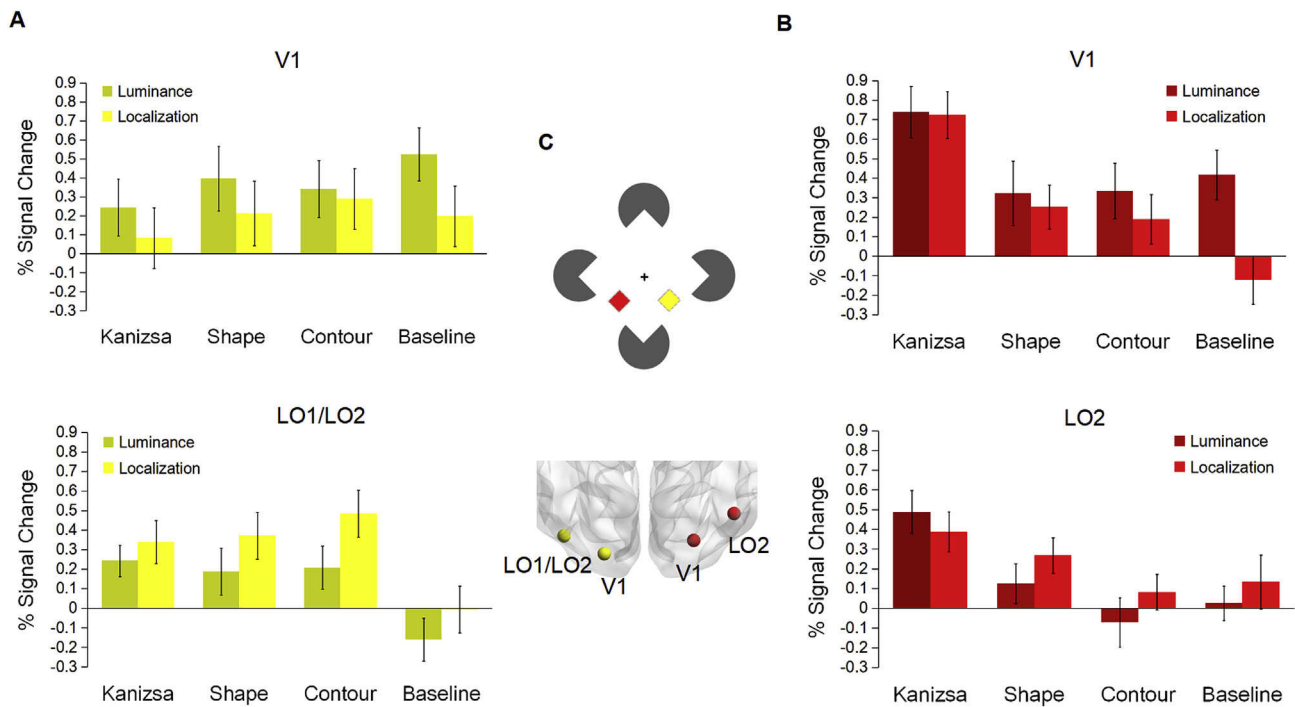 A
V1
% Signal Change
0.9
0.8
0.7
0.6
0.5
0.4
0.3
0.2
0.1
0
-0.1
-0.2
-0.3
Luminance
Localization
Kanizsa Shape Contour Baseline
LO1/LO2
% Signal Change
0.9
0.8
0.7
0.6
0.5
0.4
0.3
0.2
0.1
0
-0.1
-0.2
-0.3
Luminance
Localization
Kanizsa Shape Contour Baseline
C
LO1/LO2
V1
V1
LO2
B
V1
% Signal Change
0.9
0.8
0.7
0.6
0.5
0.4
0.3
0.2
0.1
0
-0.1
-0.2
-0.3
Luminance
Localization
Kanizsa Shape Contour Baseline
LO2
% Signal Change
0.9
0.8
0.7
0.6
0.5
0.4
0.3
0.2
0.1
0
-0.1
-0.2
-0.3
Luminance
Localization
Kanizsa Shape Contour Baseline